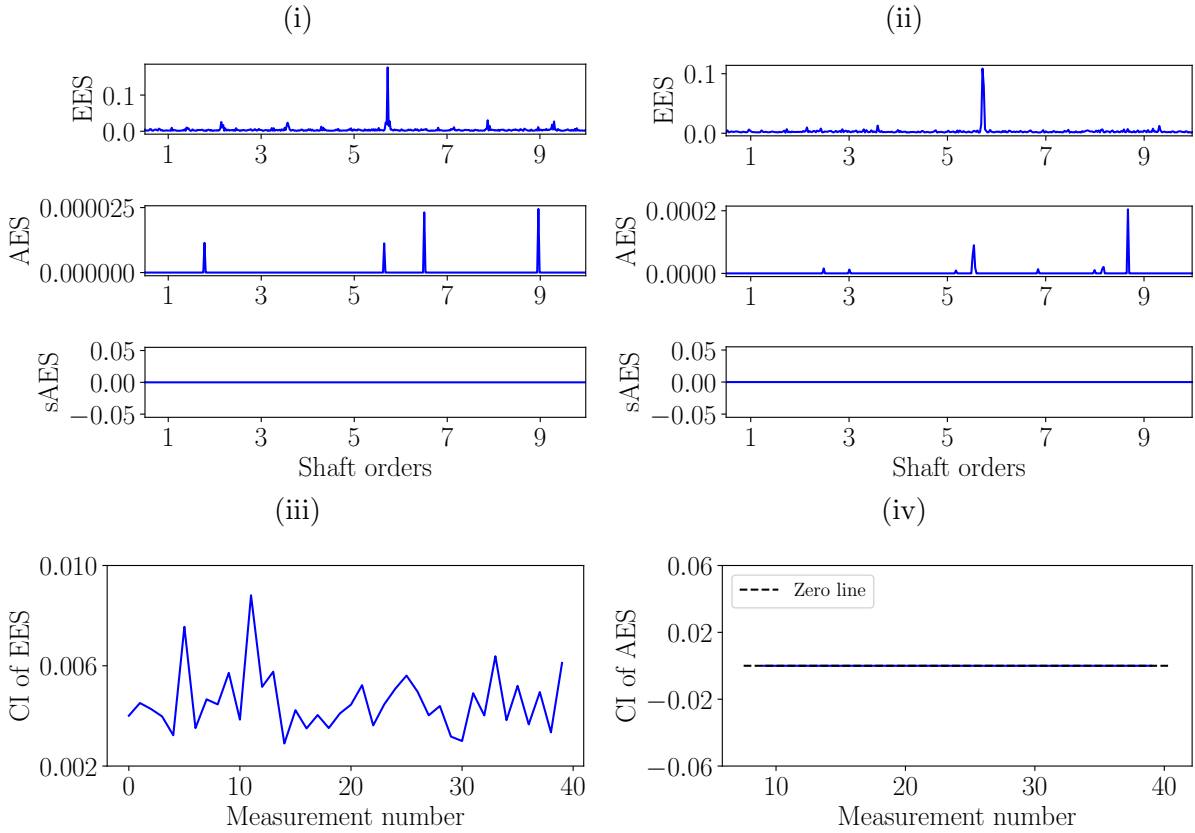 (i)
EES
0.1
0.0
1 3 5 7 9
AES
0.000025
0.000000
1 3 5 7 9
sAES
0.05
0.00
−0.05
1 3 5 7 9
Shaft orders
(ii)
EES
0.1
0.0
1 3 5 7 9
AES
0.0002
0.0000
1 3 5 7 9
sAES
0.05
0.00
−0.05
1 3 5 7 9
Shaft orders
(iii)
CI of EES
0.010
0.006
0.002
0 10 20 30 40
Measurement number
(iv)
CI of AES
0.06
0.02
−0.02
−0.06
Zero line
10 20 30 40
Measurement number